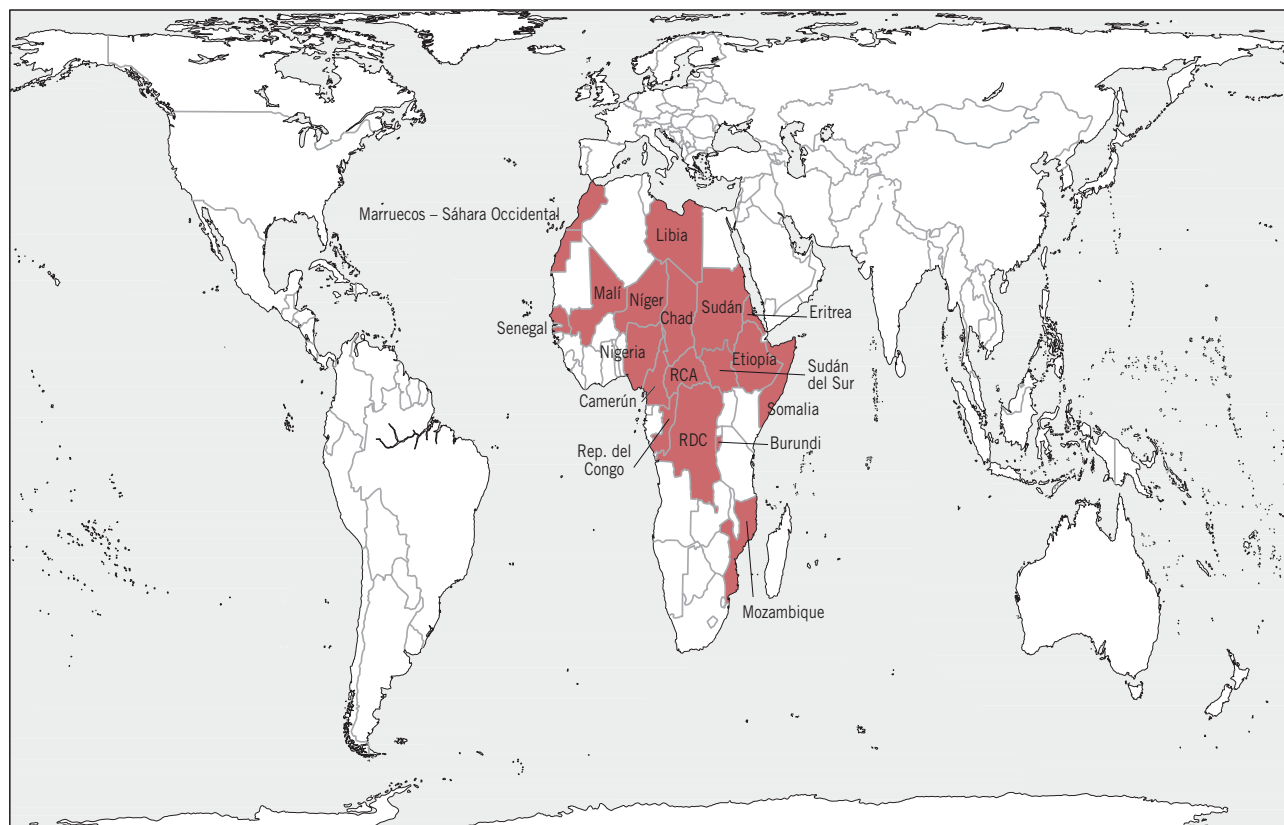 Marruecos – Sáhara Occidental
Libia
Malí
Níger
Chad
Sudán
Eritrea
Senegal
Nigeria
Etiopía
Sudán
del Sur
RCA
Camerún
Somalia
RDC
Burundi
Rep. del
Congo
Mozambique